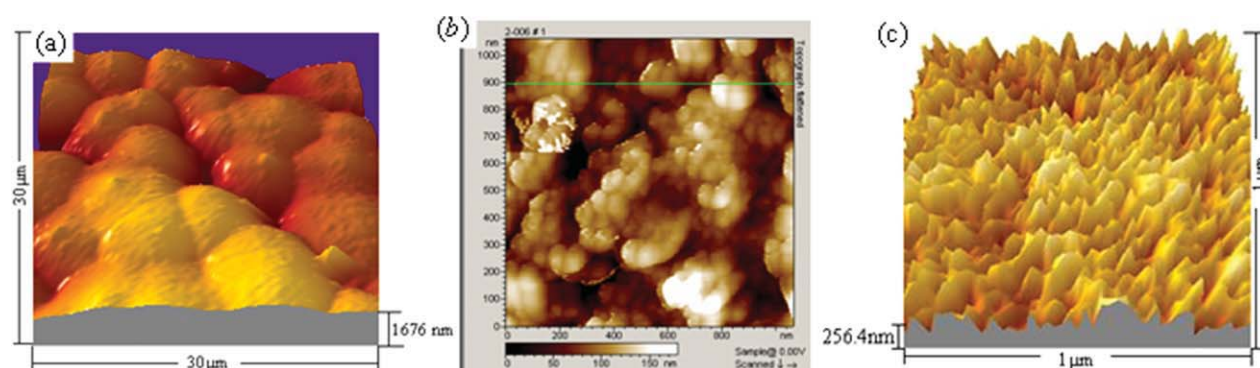 (a)
30 µm
1676 nm
30 µm
(b)
2-006 # 1
nm
1000
900
800
700
600
500
400
300
200
100
0
0 200 400 600 800 nm
0 50 100 150 nm
Topograph flattened
Sample@ 0.00V
Scanned ↓ →
(c)
256.4nm
1 µm